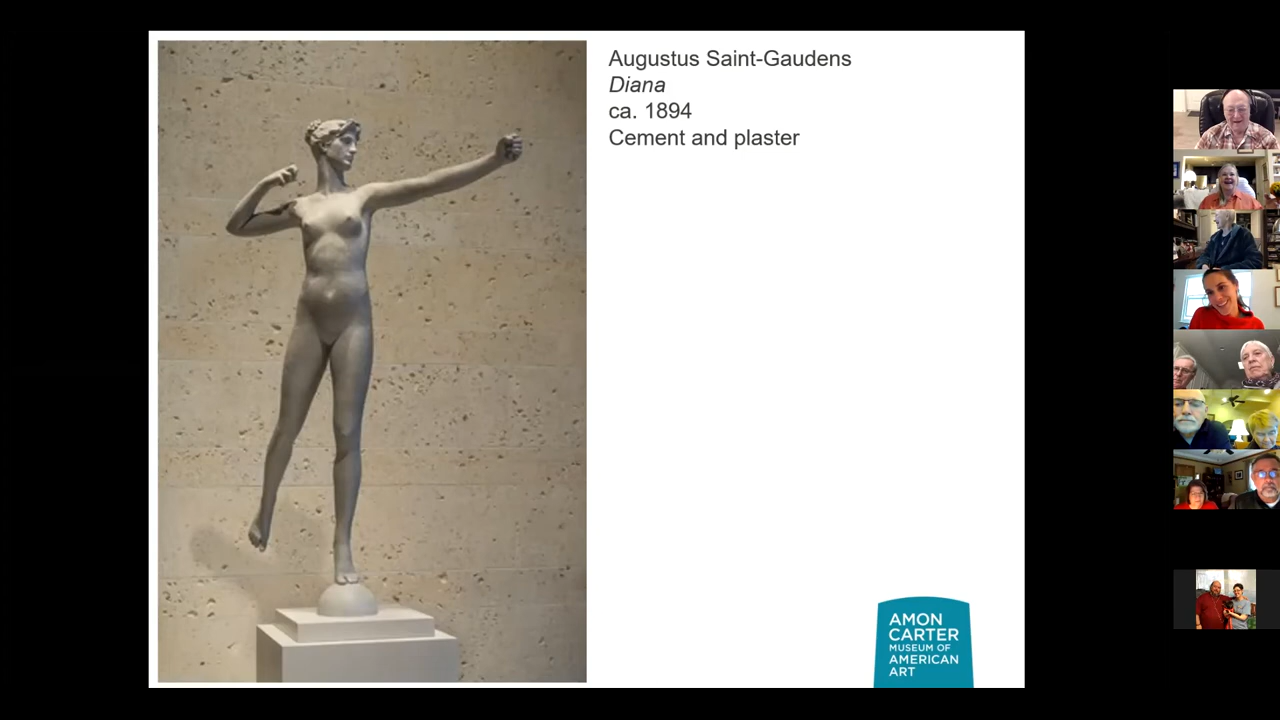 Augustus Saint-Gaudens
Diana
ca. 1894
Cement and plaster
AMON
CARTER
MUSEUM OF
AMERICAN
ART